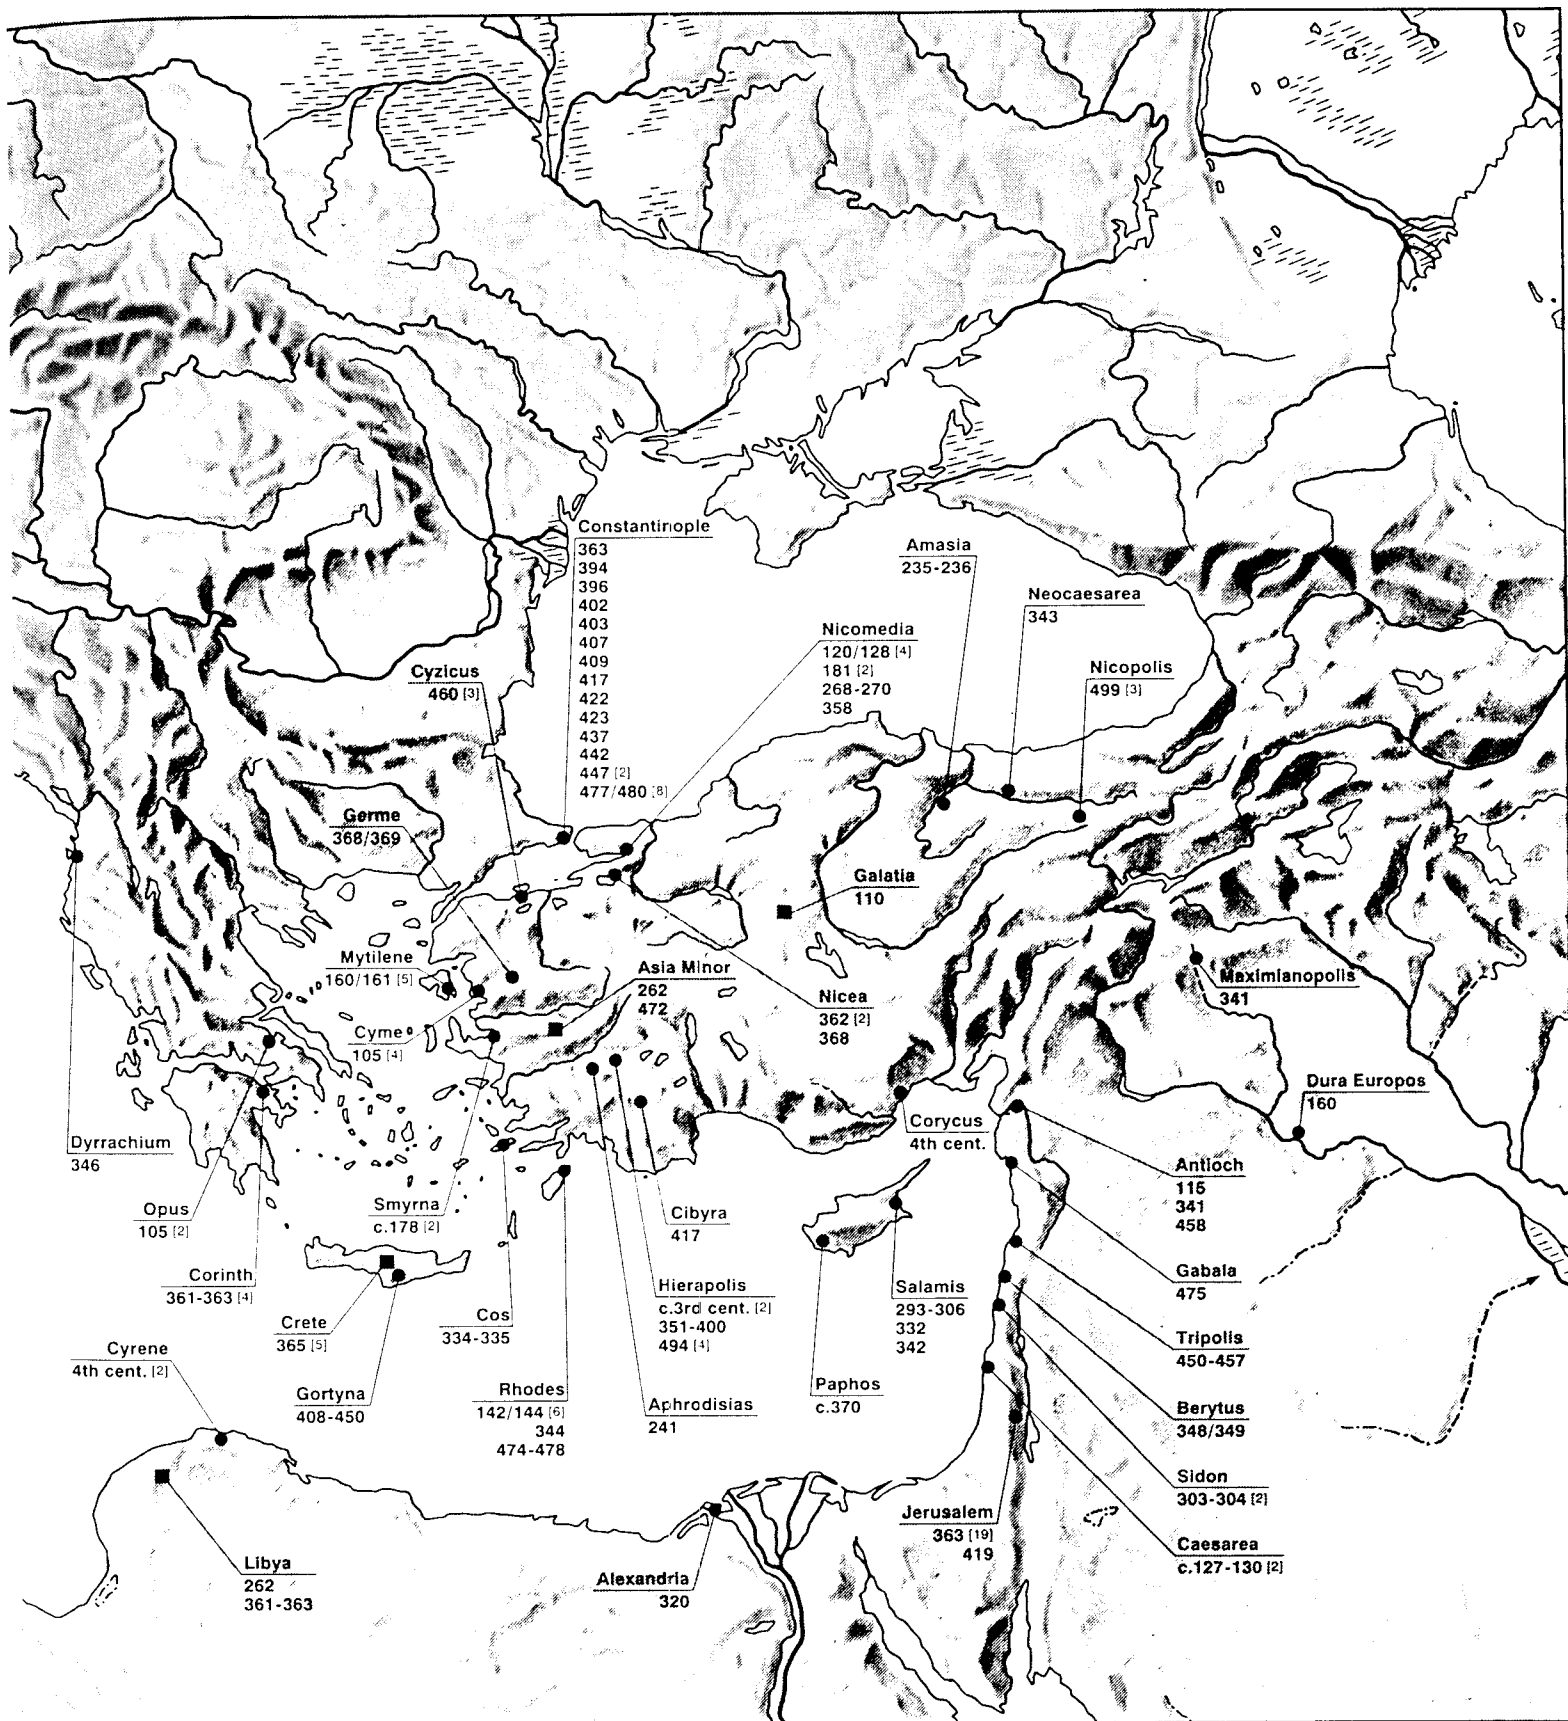 Constantinople
363
394
396
402
403
407
409
417
422
423
437
442
447 [2]
477/480 [8]
Amasia
235-236
Neocaesarea
343
Nicomedia
120/128 [4]
181 [2]
268-270
358
Nicopolis
499 [3]
Cyzicus
460 [3]
Germe
368/369
Galatia
110
Mytilene
160/161 [5]
Asia Minor
262
472
Cyme
105 [4]
Nicea
362 [2]
368
Maximianopolis
341
Dura Europos
160
Corycus
4th cent.
Dyrrachium
346
Antioch
115
341
458
Opus
105 [2]
Smyrna
c.178 [2]
Cibyra
417
Corinth
361-363 [4]
Hierapolis
c.3rd cent. [2]
351-400
494 [4]
Salamis
293-306
332
342
Gabala
475
Crete
365 [5]
Cos
334-335
Tripolis
450-457
Cyrene
4th cent. [2]
Gortyna
408-450
Rhodes
142/144 [6]
344
474-478
Aphrodisias
241
Paphos
c.370
Berytus
348/349
Sidon
303-304 [2]
Jerusalem
363 [19]
419
Caesarea
c.127-130 [2]
Libya
262
361-363
Alexandria
320